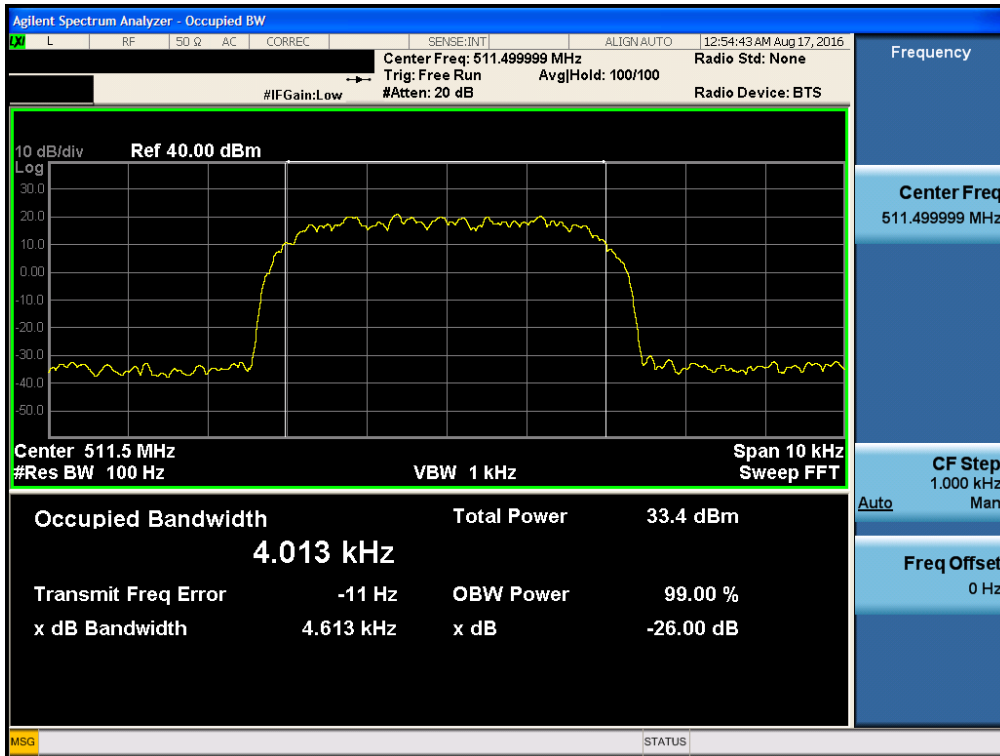 Agilent Spectrum Analyzer - Occupied BW
LXI L RF 50 Ω AC CORREC SENSE:INT ALIGN AUTO 12:54:43 AM Aug 17, 2016
Center Freq: 511.499999 MHz Radio Std: None
Trig: Free Run Avg|Hold: 100/100
#IFGain:Low #Atten: 20 dB Radio Device: BTS
10 dB/div Ref 40.00 dBm
Log
30.0
20.0
10.0
0.00
-10.0
-20.0
-30.0
-40.0
-50.0
Center 511.5 MHz Span 10 kHz
#Res BW 100 Hz VBW 1 kHz Sweep FFT
Occupied Bandwidth Total Power 33.4 dBm
4.013 kHz
Transmit Freq Error -11 Hz OBW Power 99.00 %
x dB Bandwidth 4.613 kHz x dB -26.00 dB
MSG STATUS
Frequency
Center Freq
511.499999 MHz
CF Step
1.000 kHz
Auto Man
Freq Offset
0 Hz